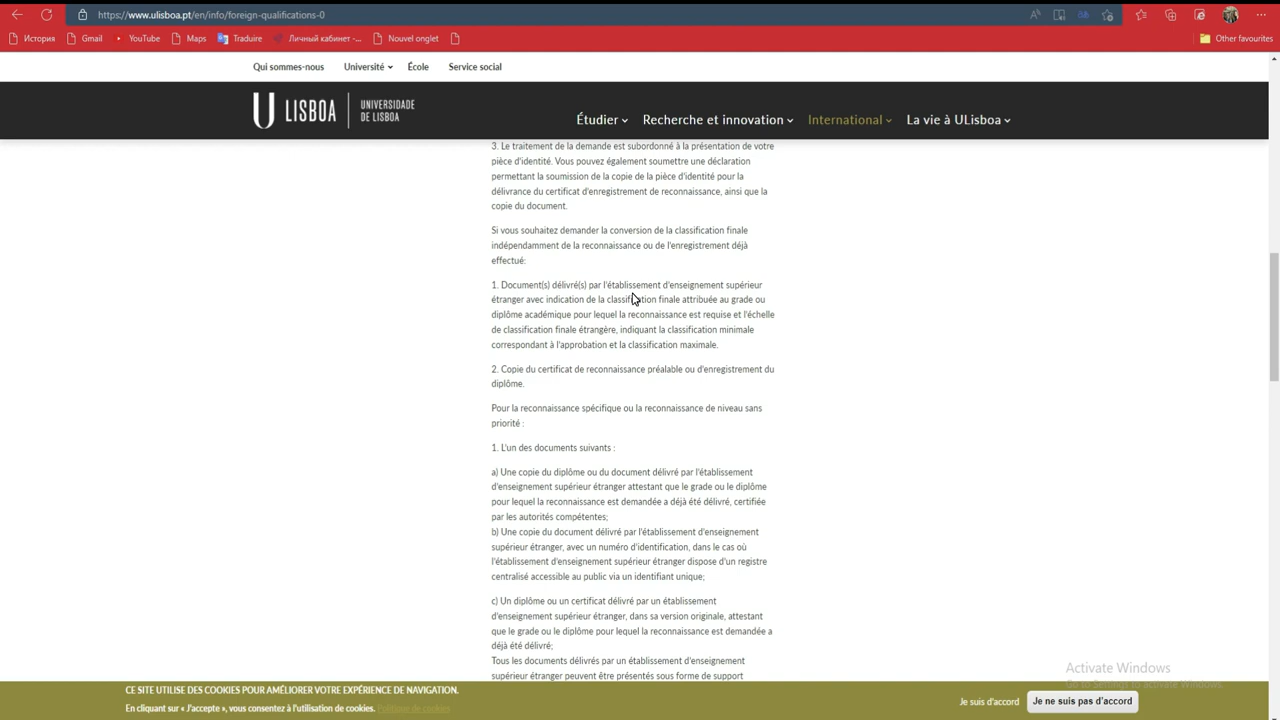 https://www.ulisboa.pt/en/info/foreign-qualifications-0
История Gmail YouTube Maps Traduire Личный кабинет -... Nouvel onglet Other favourites
Qui sommes-nous Université École Service social
U LISBOA UNIVERSIDADE DE LISBOA
Étudier Recherche et innovation International La vie à ULisboa
3. Le traitement de la demande est subordonné à la présentation de votre
pièce d'identité. Vous pouvez également soumettre une déclaration
permettant la soumission de la copie de la pièce d'identité pour la
délivrance du certificat d'enregistrement de reconnaissance, ainsi que la
copie du document.
Si vous souhaitez demander la conversion de la classification finale
indépendamment de la reconnaissance ou de l'enregistrement déjà
effectué:
1. Document(s) délivré(s) par l'établissement d'enseignement supérieur
étranger avec indication de la classification finale attribuée au grade ou
diplôme académique pour lequel la reconnaissance est requise et l'échelle
de classification finale étrangère, indiquant la classification minimale
correspondant à l'approbation et la classification maximale.
2. Copie du certificat de reconnaissance préalable ou d'enregistrement du
diplôme.
Pour la reconnaissance spécifique ou la reconnaissance de niveau sans
priorité :
1. L'un des documents suivants :
a) Une copie du diplôme ou du document délivré par l'établissement
d'enseignement supérieur étranger attestant que le grade ou le diplôme
pour lequel la reconnaissance est demandée a déjà été délivré, certifiée
par les autorités compétentes;
b) Une copie du document délivré par l'établissement d'enseignement
supérieur étranger, avec un numéro d'identification, dans le cas où
l'établissement d'enseignement supérieur étranger dispose d'un registre
centralisé accessible au public via un identifiant unique;
c) Un diplôme ou un certificat délivré par un établissement
d'enseignement supérieur étranger, dans sa version originale, attestant
que le grade ou le diplôme pour lequel la reconnaissance est demandée a
déjà été délivré;
Tous les documents délivrés par un établissement d'enseignement
supérieur étranger peuvent être présentés sous forme de support
Activate Windows
Go to Settings to activate Windows.
CE SITE UTILISE DES COOKIES POUR AMÉLIORER VOTRE EXPÉRIENCE DE NAVIGATION.
En cliquant sur « J'accepte », vous consentez à l'utilisation de cookies. Politique de cookies
Je suis d'accord Je ne suis pas d'accord